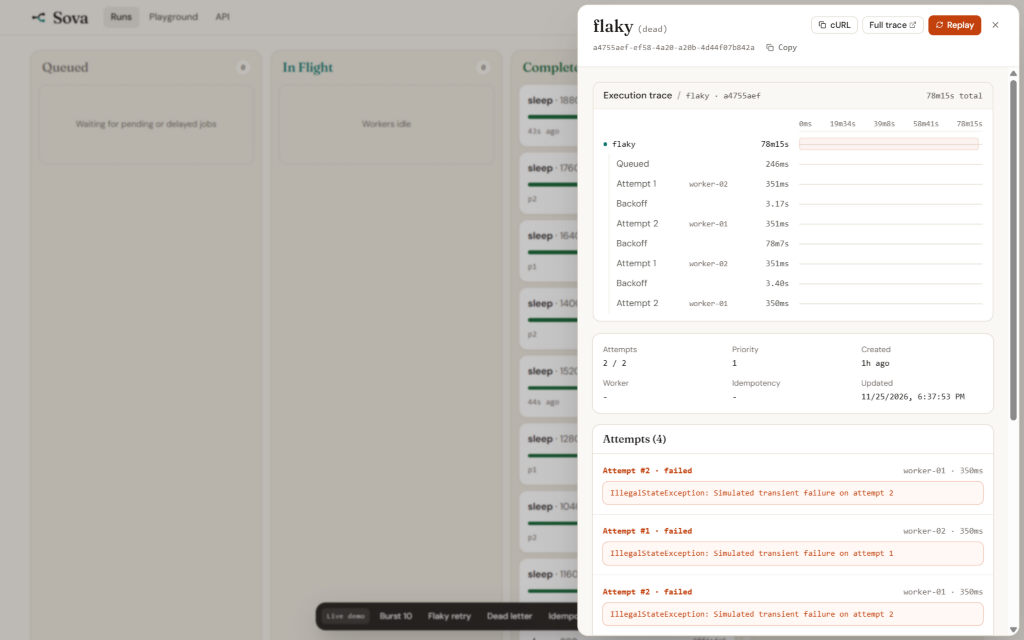 Sova
Runs
Playground
API
Queued
0
Waiting for pending or delayed jobs
In Flight
0
Workers idle
sleep
43s ago
sleep
p2
sleep
p1
sleep
p2
sleep
44s ago
sleep
p1
sleep
p2
sleep
Live demo
Burst 10
Flaky retry
Dead letter
flaky (dead)
cURL
Full trace
Replay
a4755aef-ef58-4a20-a20b-4d44f07b842a
Copy
Execution trace / flaky · a4755aef
78m15s total
0ms 19m34s 39m8s 58m41s 78m15s
flaky 78m15s
Queued 246ms
Attempt 1 worker-02 351ms
Backoff 3.17s
Attempt 2 worker-01 351ms
Backoff 78m7s
Attempt 1 worker-02 351ms
Backoff 3.40s
Attempt 2 worker-01 350ms
Attempts Priority Created
2 / 2 1 1h ago
Worker Idempotency Updated
- - 11/25/2026, 6:37:53 PM
Attempts (4)
Attempt #2 · failed worker-01 · 350ms
IllegalStateException: Simulated transient failure on attempt 2
Attempt #1 · failed worker-02 · 350ms
IllegalStateException: Simulated transient failure on attempt 1
Attempt #2 · failed worker-01 · 350ms
IllegalStateException: Simulated transient failure on attempt 2